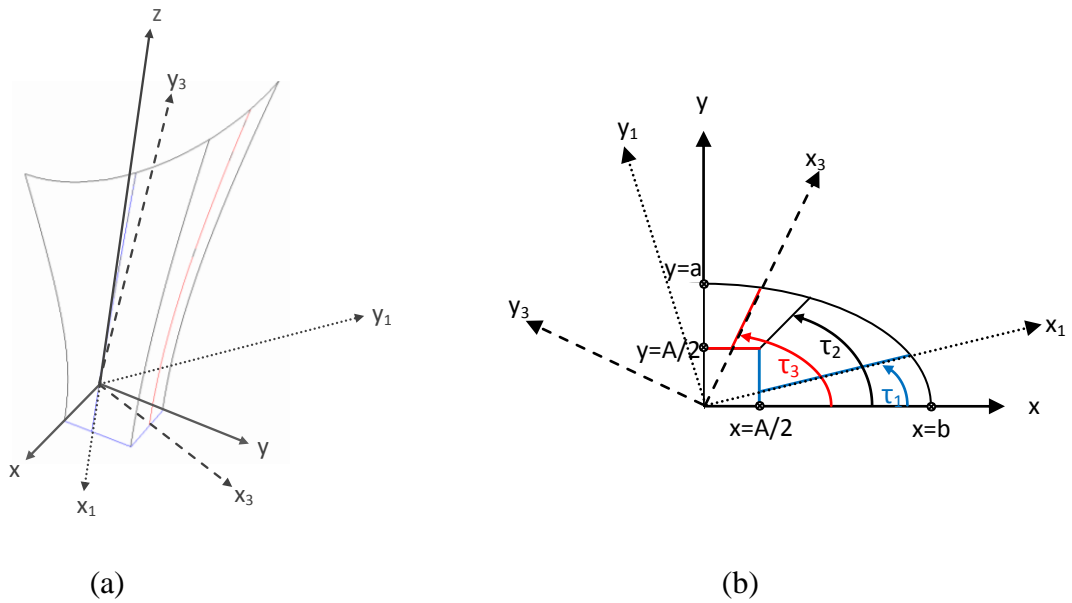 z
y₃
y₁
x
y
x₁
x₃
(a)
y
y₁
x₃
y=a
y₃
x₁
y=A/2
τ₂
τ₃
τ₁
x
x=A/2
x=b
(b)